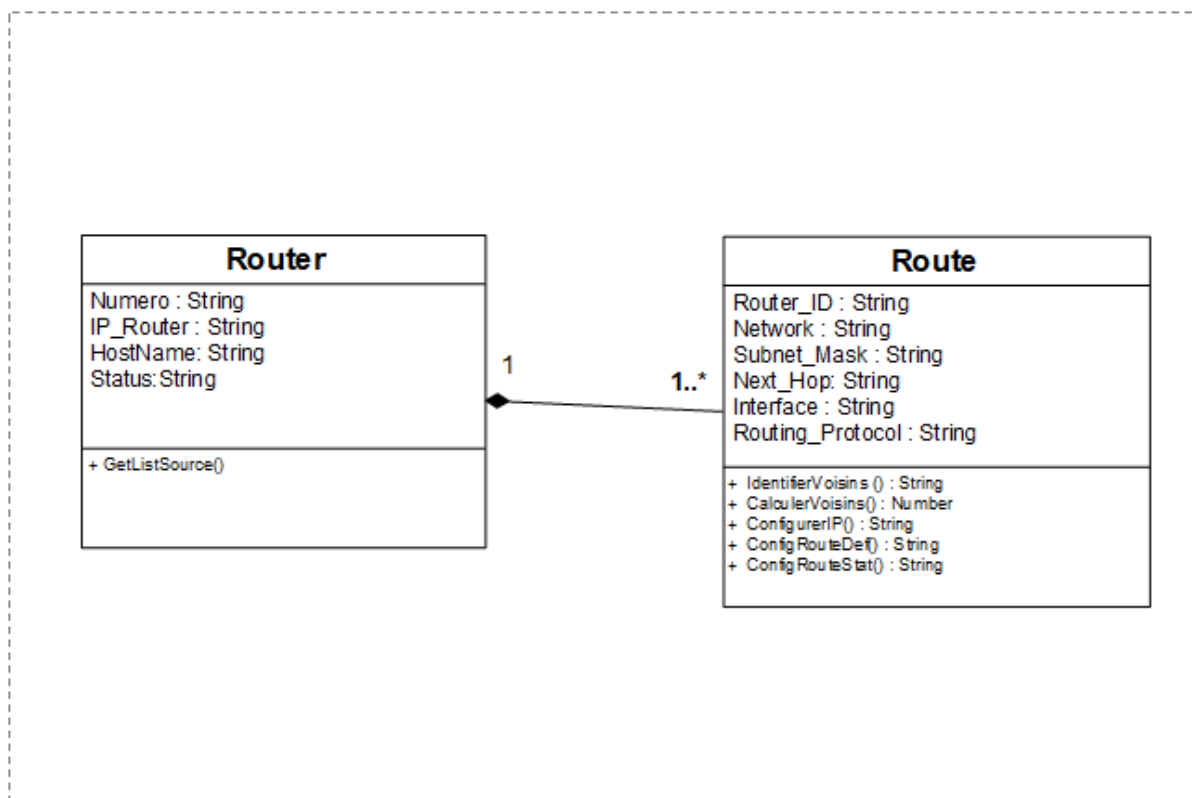 Router
Numero : String
IP_Router : String
HostName: String
Status:String
+ GetListSource()
1
1..*
Route
Router_ID : String
Network : String
Subnet_Mask : String
Next_Hop: String
Interface : String
Routing_Protocol : String
+ IdentifierVoisins () : String
+ CalculerVoisins() : Number
+ ConfigurerIP() : String
+ ConfigRouteDef() : String
+ ConfigRouteStat() : String